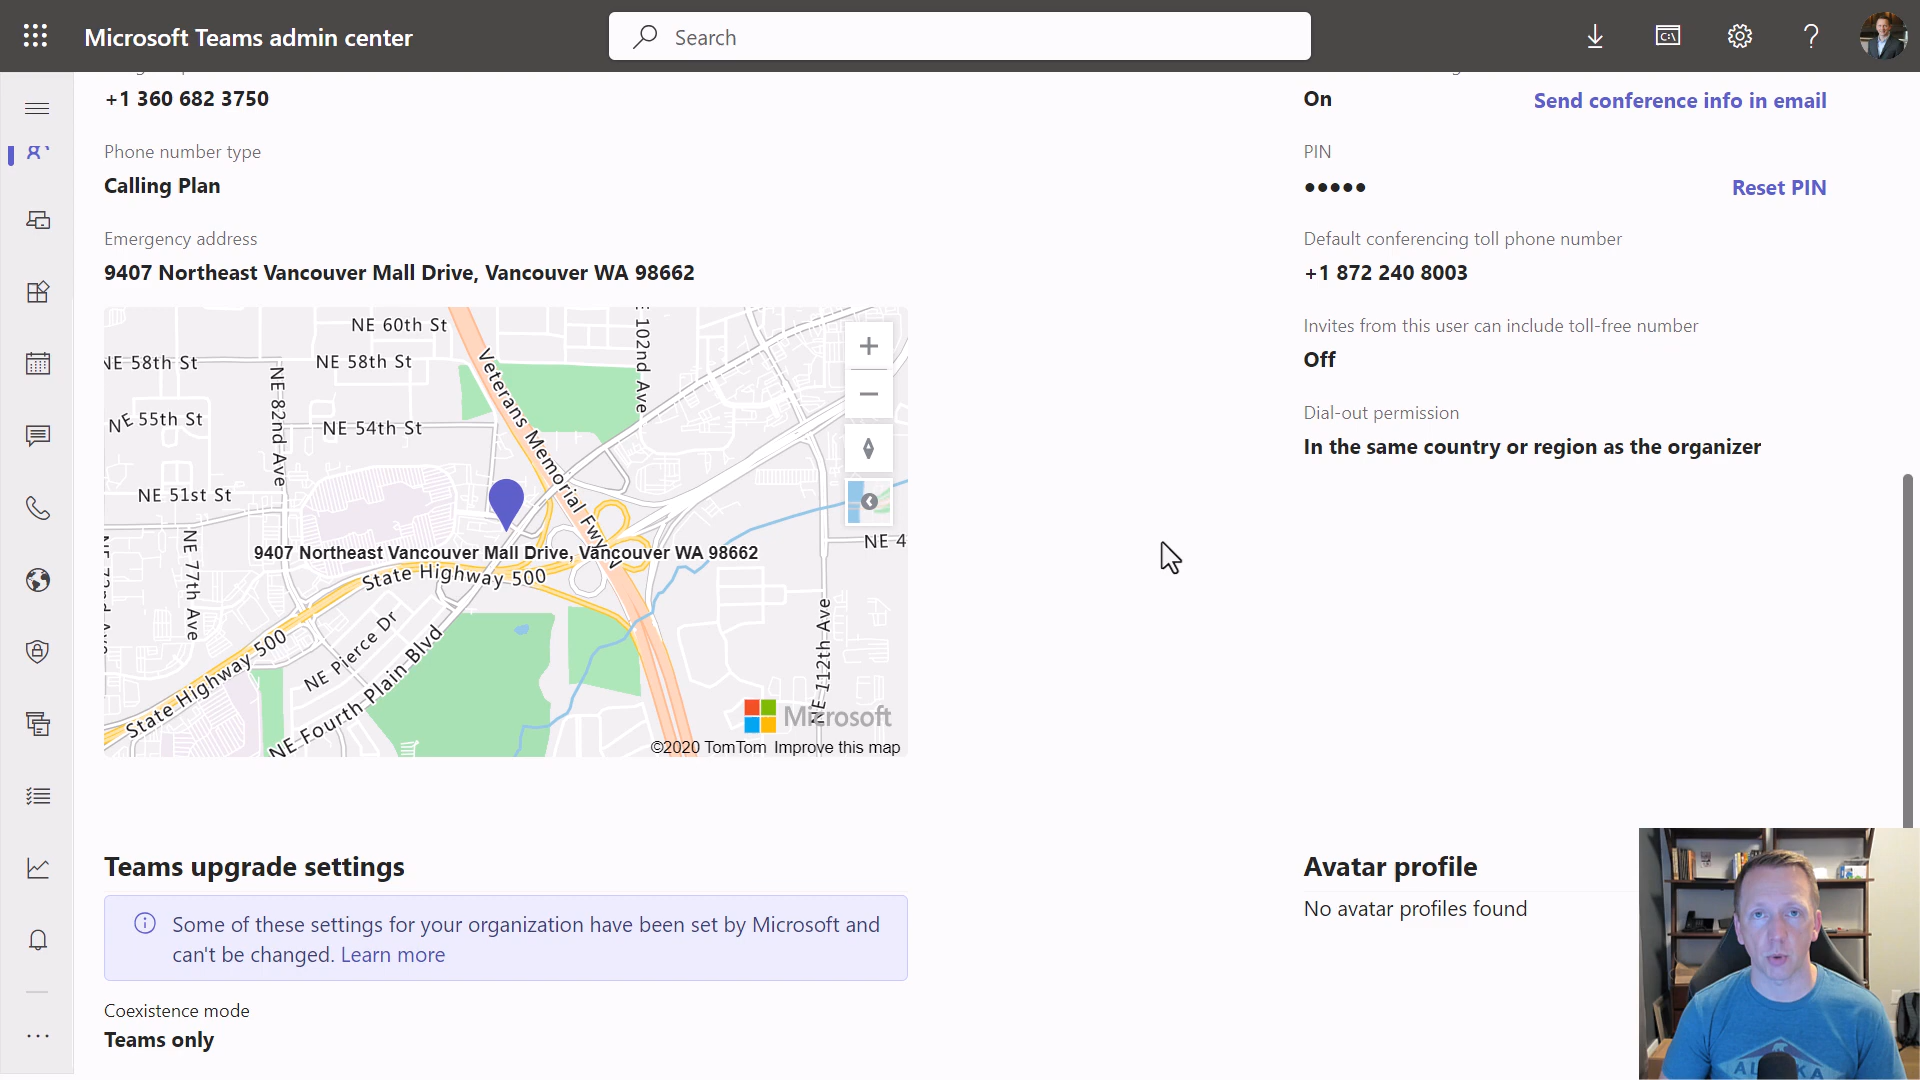 Microsoft Teams admin center
Search
+1 360 682 3750
Phone number type
Calling Plan
Emergency address
9407 Northeast Vancouver Mall Drive, Vancouver WA 98662
NE 60th St
NE 58th St
NE 58th St
NE 55th St
NE 54th St
NE 51st St
NE 82nd Ave
NE 77th Ave
Veterans Memorial Fwy N
E 102nd Ave
NE 4
NE 112th Ave
9407 Northeast Vancouver Mall Drive, Vancouver WA 98662
State Highway 500
State Highway 500
NE Pierce Dr
NE Fourth Plain Blvd
Microsoft
©2020 TomTom Improve this map
On
Send conference info in email
PIN
•••••
Reset PIN
Default conferencing toll phone number
+1 872 240 8003
Invites from this user can include toll-free number
Off
Dial-out permission
In the same country or region as the organizer
Teams upgrade settings
Some of these settings for your organization have been set by Microsoft and
can't be changed. Learn more
Coexistence mode
Teams only
Avatar profile
No avatar profiles found